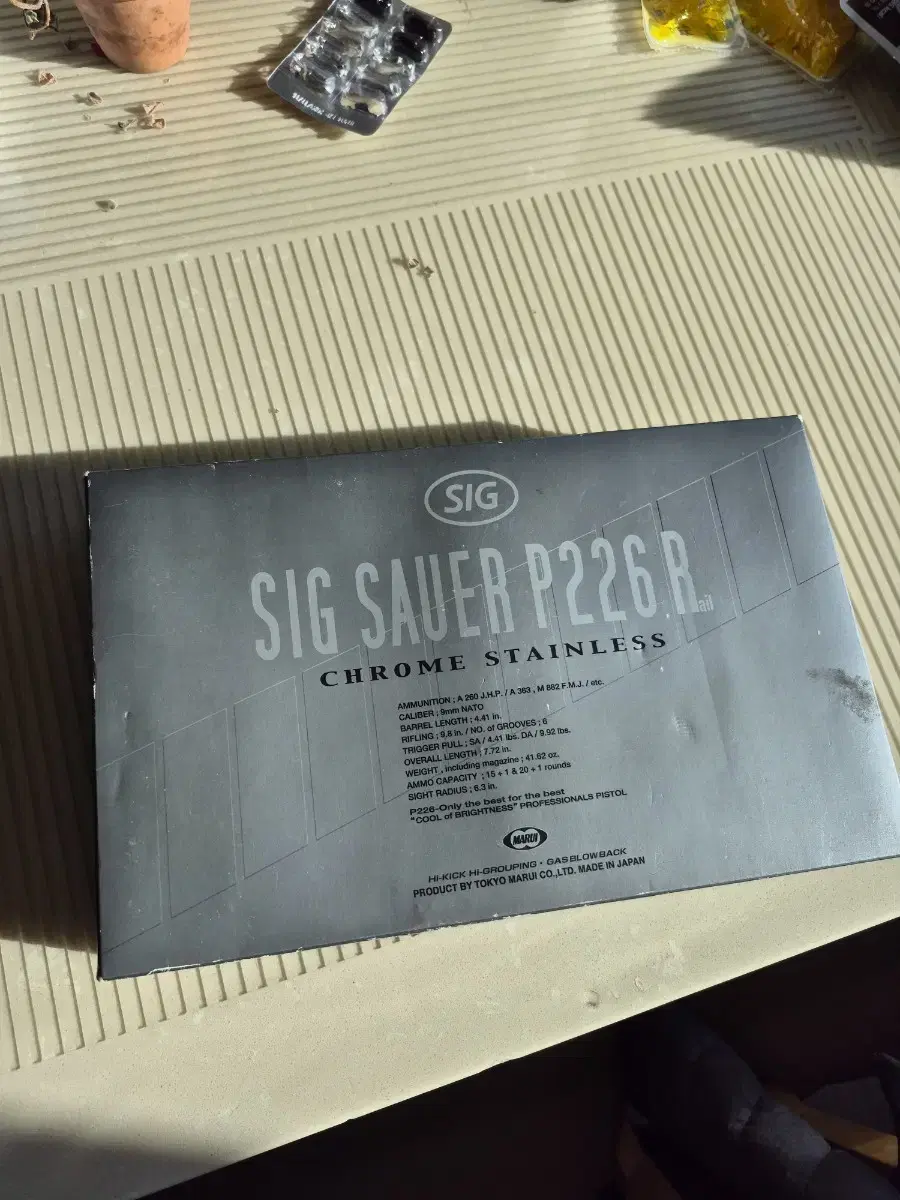 SIG
SIG SAUER P226.Rail
CHROME STAINLESS
AMMUNITION ; A 260 J.H.P. / A 363 , M 882 F.M.J. / etc.
CALIBER ; 9mm NATO
BARREL LENGTH ; 4.41 in.
RIFLING ; 9.8 in. / NO. of GROOVES ; 6
TRIGGER PULL ; SA / 4.41 lbs. DA / 9.92 lbs.
OVERALL LENGTH ; 7.72 in.
WEIGHT , including magazine ; 41.62 oz.
AMMO CAPACITY ; 15 + 1 & 20 + 1 rounds
SIGHT RADIUS ; 6.3 in.
P226-Only the best for the best
"COOL of BRIGHTNESS" PROFESSIONALS PISTOL
MARUI
HI-KICK HI-GROUPING · GAS BLOW BACK
PRODUCT BY TOKYO MARUI CO.,LTD. MADE IN JAPAN